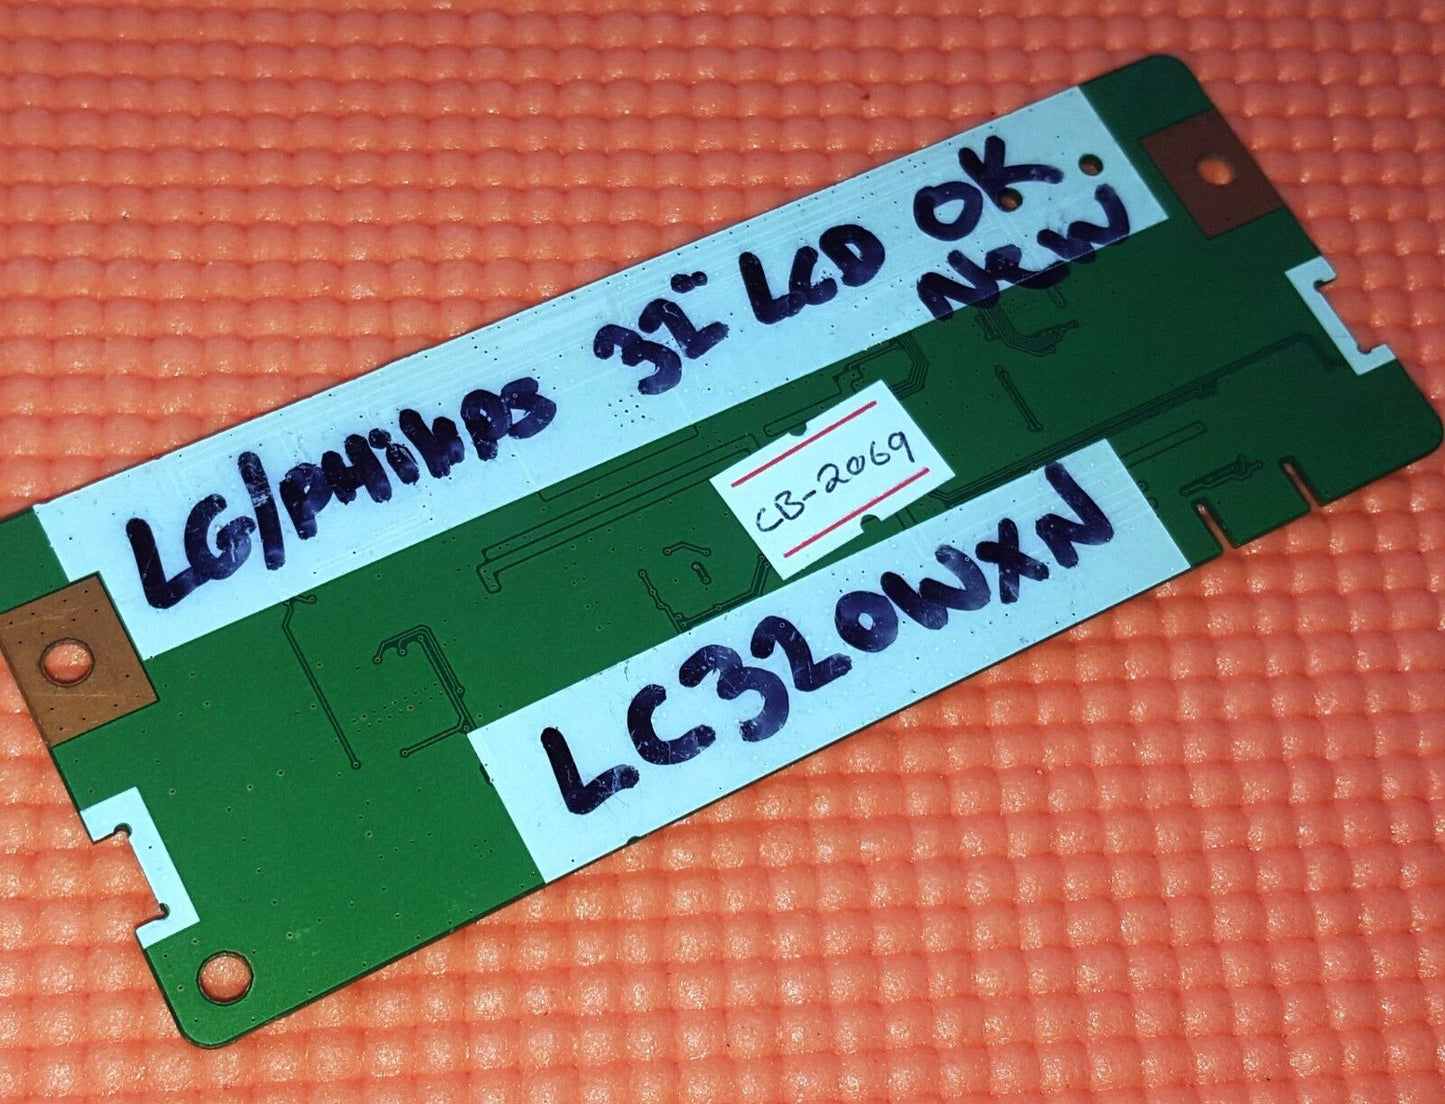 LG/pHilips 32" LCD OK
New
CB-2069
LC320WXN